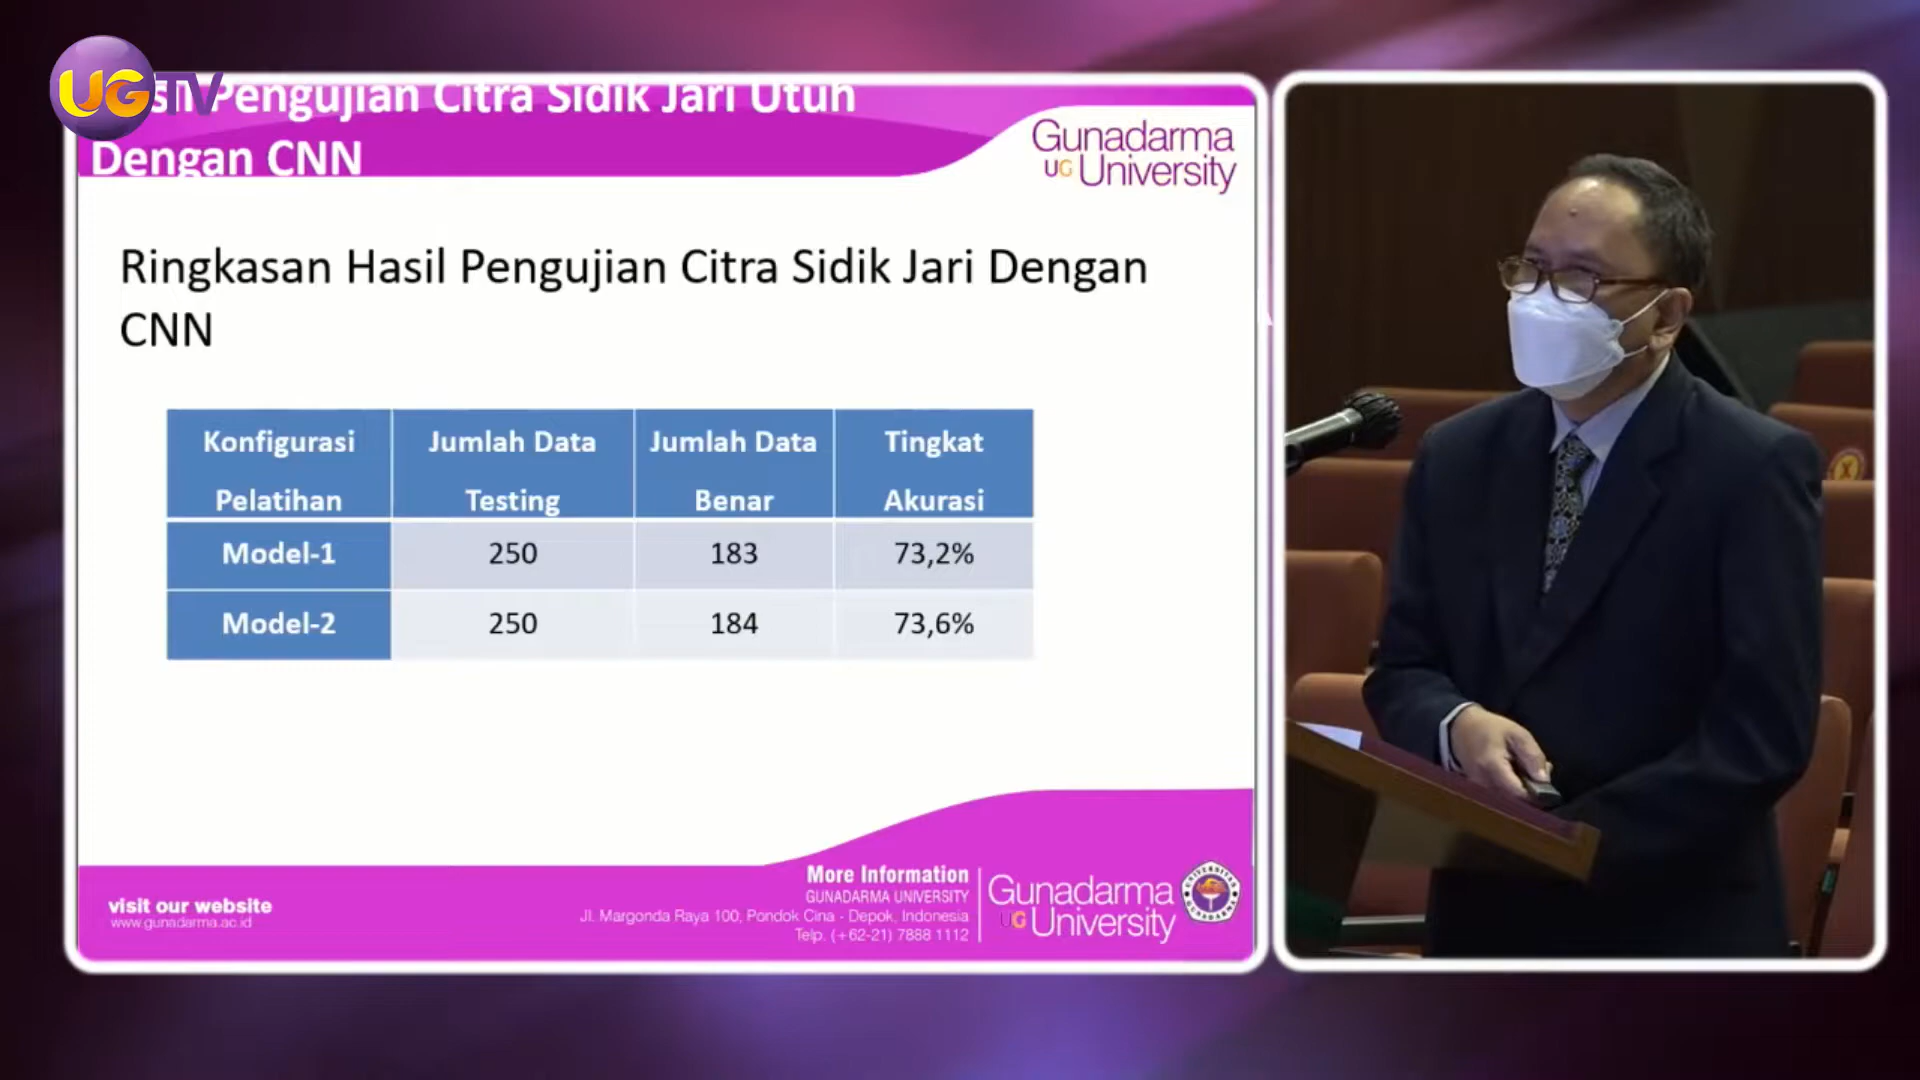 UGTV
Pengujian Citra Sidik Jari Utuh
Dengan CNN
Gunadarma
UG University
Ringkasan Hasil Pengujian Citra Sidik Jari Dengan
CNN
Konfigurasi Pelatihan
Jumlah Data Testing
Jumlah Data Benar
Tingkat Akurasi
Model-1 250 183 73,2%
Model-2 250 184 73,6%
visit our website
www.gunadarma.ac.id
More Information
GUNADARMA UNIVERSITY
Jl. Margonda Raya 100, Pondok Cina - Depok, Indonesia
Telp. (+62-21) 7888 1112
Gunadarma
UG University
UNIVERSITAS GUNADARMA